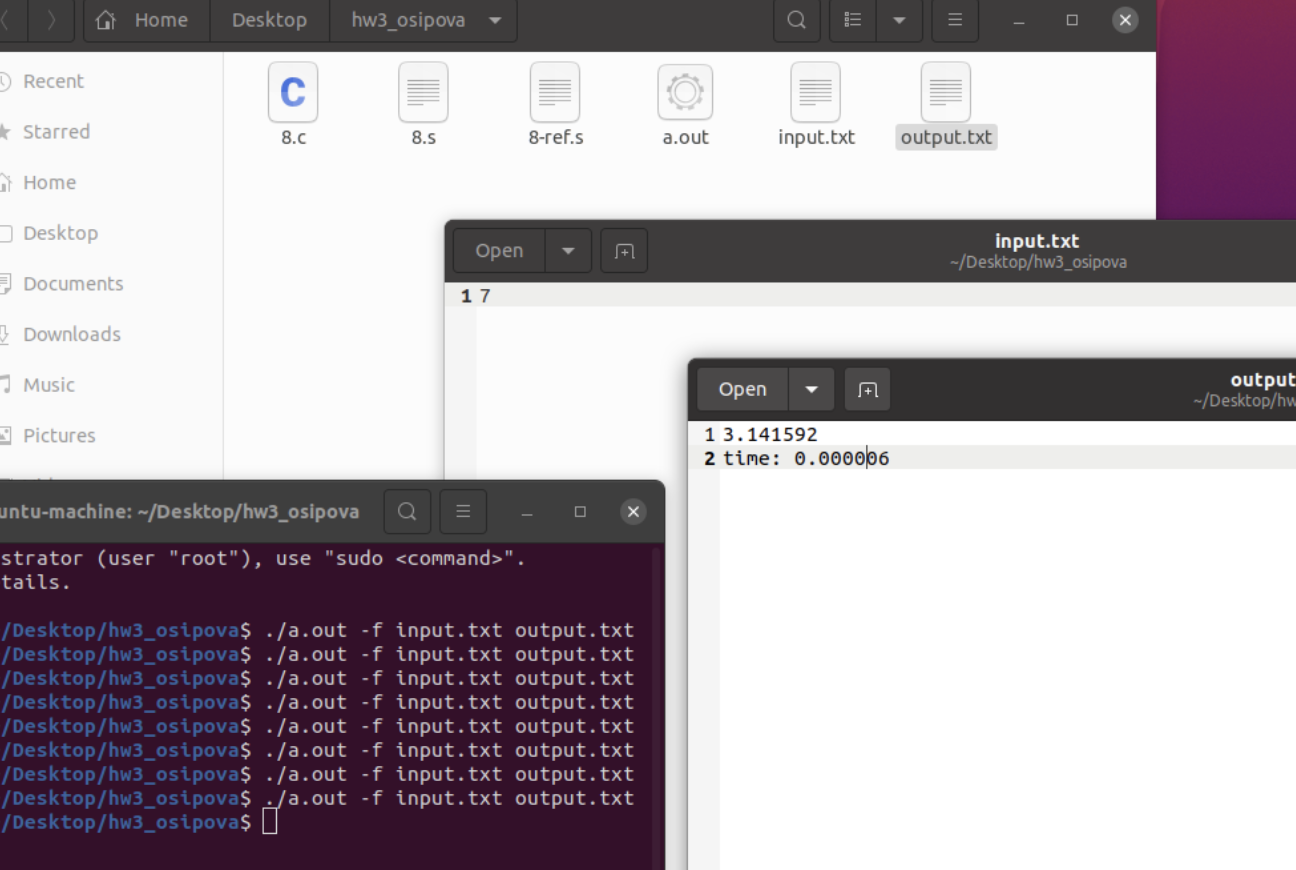 Home Desktop hw3_osipova
Recent
Starred
Home
Desktop
Documents
Downloads
Music
Pictures
8.c 8.s 8-ref.s a.out input.txt output.txt
Open
input.txt
~/Desktop/hw3_osipova
1 7
Open
output
~/Desktop/hw
1 3.141592
2 time: 0.000006
untu-machine: ~/Desktop/hw3_osipova
strator (user "root"), use "sudo <command>".
tails.
/Desktop/hw3_osipova$ ./a.out -f input.txt output.txt
/Desktop/hw3_osipova$ ./a.out -f input.txt output.txt
/Desktop/hw3_osipova$ ./a.out -f input.txt output.txt
/Desktop/hw3_osipova$ ./a.out -f input.txt output.txt
/Desktop/hw3_osipova$ ./a.out -f input.txt output.txt
/Desktop/hw3_osipova$ ./a.out -f input.txt output.txt
/Desktop/hw3_osipova$ ./a.out -f input.txt output.txt
/Desktop/hw3_osipova$ ./a.out -f input.txt output.txt
/Desktop/hw3_osipova$